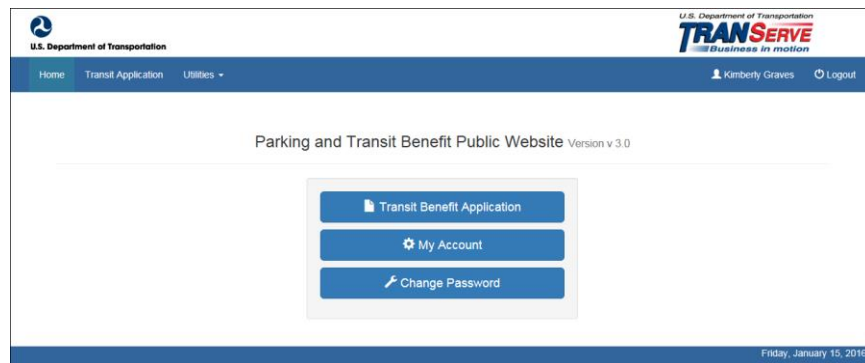 U.S. Department of Transportation
U.S. Department of Transportation
TRANSERVE
Business in motion
Home Transit Application Utilities Kimberly Graves Logout
Parking and Transit Benefit Public Website Version v 3.0
Transit Benefit Application
My Account
Change Password
Friday, January 15, 2016